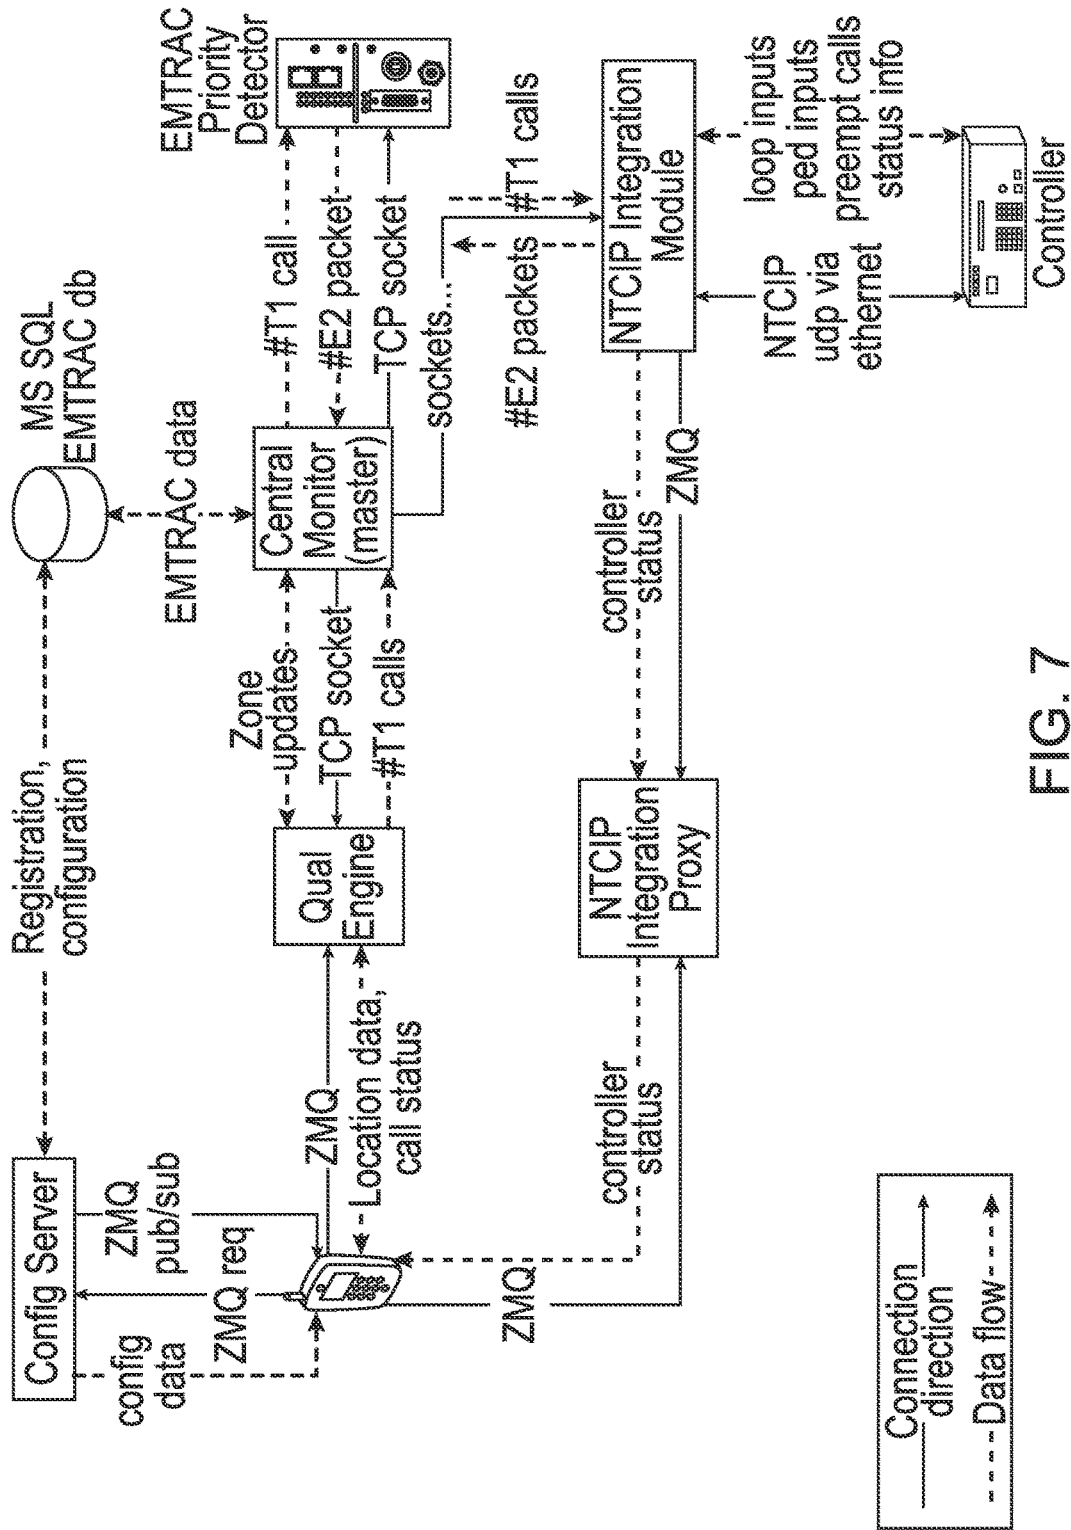 Config Server
Registration,
configuration
MS SQL
EMTRAC db
EMTRAC
Priority
Detector
config
data
ZMQ req
ZMQ
pub/sub
EMTRAC data
ZMQ
Location data,
call status
Qual
Engine
Zone
updates
TCP socket
#T1 calls
Central
Monitor
(master)
#T1 call
#E2 packet
TCP socket
sockets...
#E2 packets
#T1 calls
ZMQ
controller
status
NTCIP
Integration
Proxy
controller
status
ZMQ
NTCIP Integration
Module
NTCIP
udp via
ethernet
loop inputs
ped inputs
preempt calls
status info
Controller
Connection
direction
Data flow
FIG. 7